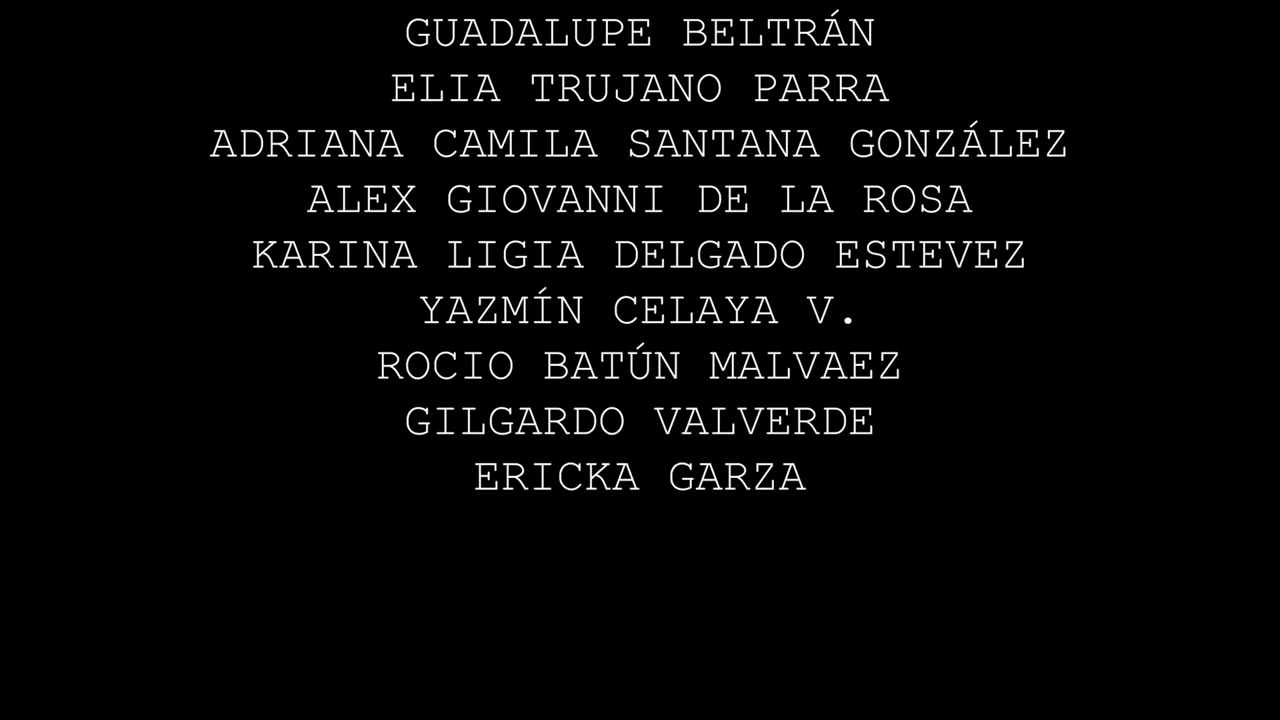 GUADALUPE BELTRÁN
ELIA TRUJANO PARRA
ADRIANA CAMILA SANTANA GONZÁLEZ
ALEX GIOVANNI DE LA ROSA
KARINA LIGIA DELGADO ESTEVEZ
YAZMÍN CELAYA V.
ROCIO BATÚN MALVAEZ
GILGARDO VALVERDE
ERICKA GARZA